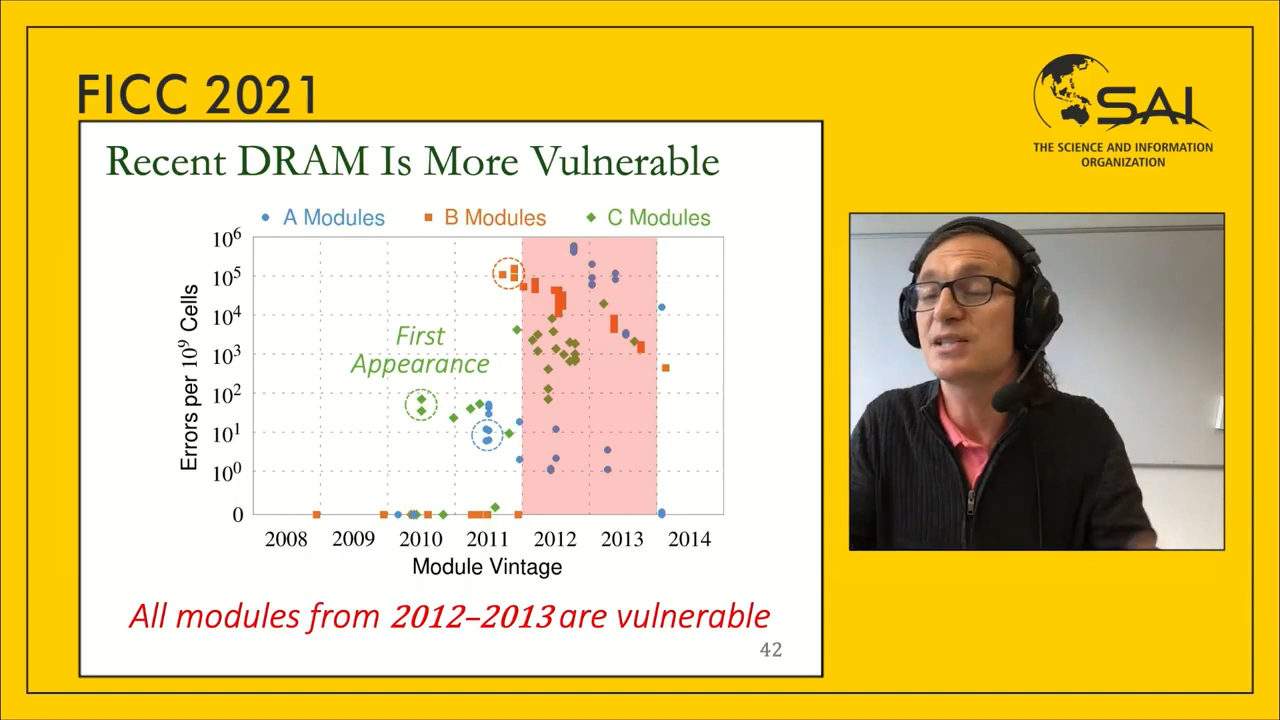 FICC 2021
SAI
THE SCIENCE AND INFORMATION
ORGANIZATION
Recent DRAM Is More Vulnerable
A Modules B Modules C Modules
10⁶
10⁵
10⁴
10³
10²
10¹
10⁰
0
Errors per 10⁹ Cells
First
Appearance
2008 2009 2010 2011 2012 2013 2014
Module Vintage
All modules from 2012–2013 are vulnerable
42